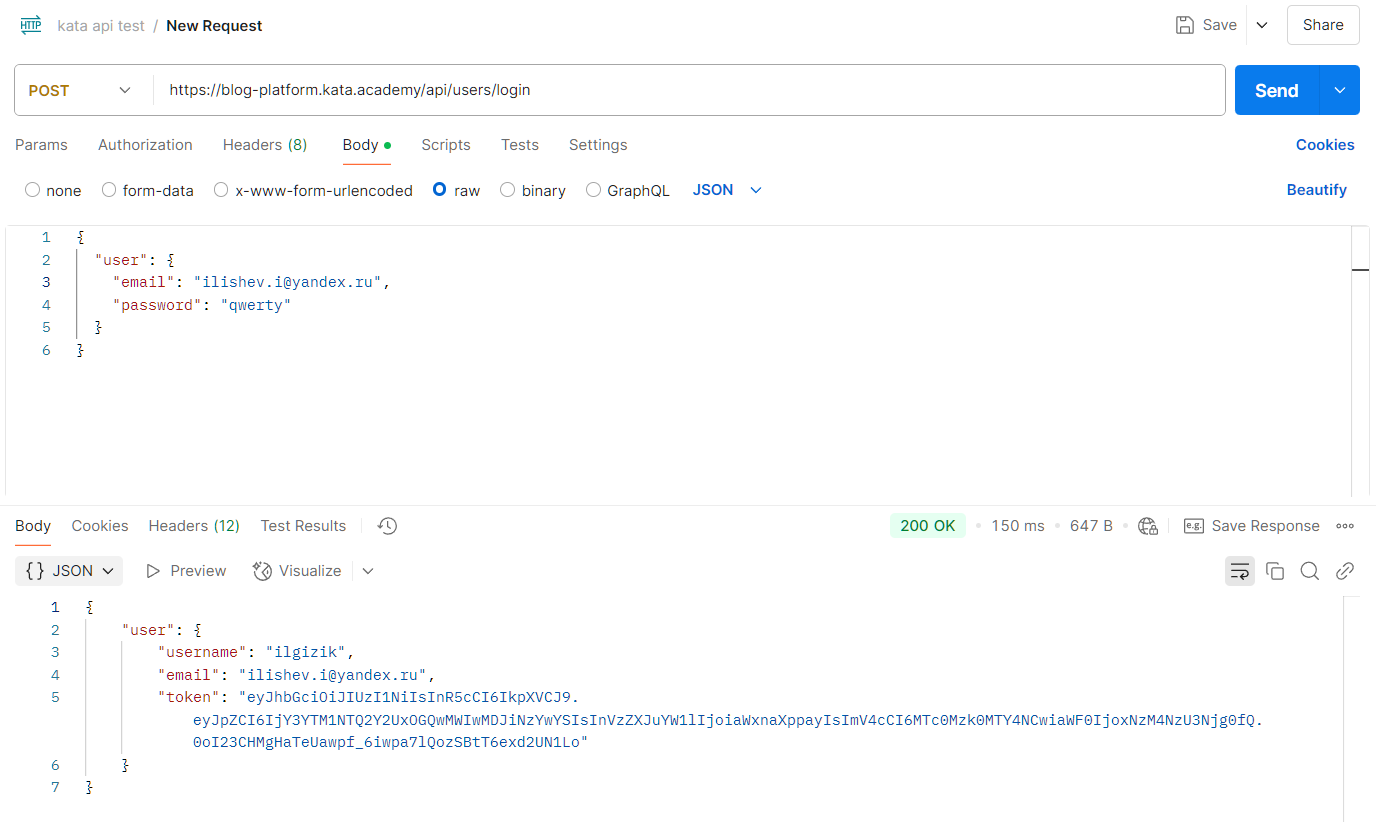 HTTP kata api test / New Request Save Share
POST https://blog-platform.kata.academy/api/users/login Send
Params Authorization Headers (8) Body Scripts Tests Settings Cookies
none form-data x-www-form-urlencoded raw binary GraphQL JSON Beautify
1 {
2 "user": {
3 "email": "ilishev.i@yandex.ru",
4 "password": "qwerty"
5 }
6 }
Body Cookies Headers (12) Test Results 200 OK • 150 ms • 647 B • e.g. Save Response
{} JSON Preview Visualize
1 {
2 "user": {
3 "username": "ilgizik",
4 "email": "ilishev.i@yandex.ru",
5 "token": "eyJhbGciOiJIUzI1NiIsInR5cCI6IkpXVCJ9.
eyJpZCI6IjY3YTM1NTQ2Y2UxOGQwMWIwMDJiNzYwYSIsInVzZXJuYW1lIjoiaWxnaXppayIsImV4cCI6MTc0Mzk0MTY4NCwiaWF0IjoxNzM4NzU3Njg0fQ.
0oI23CHMgHaTeUawpf_6iwpa7lQozSBtT6exd2UN1Lo"
6 }
7 }